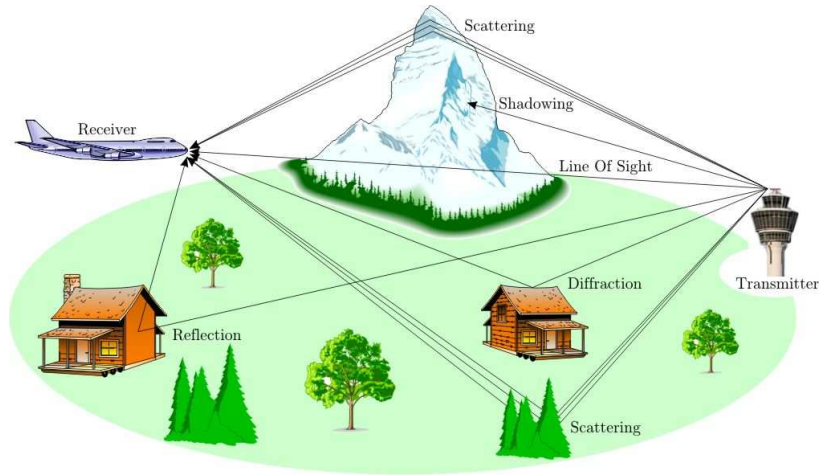 Scattering
Shadowing
Receiver
Line Of Sight
Diffraction
Transmitter
Reflection
Scattering